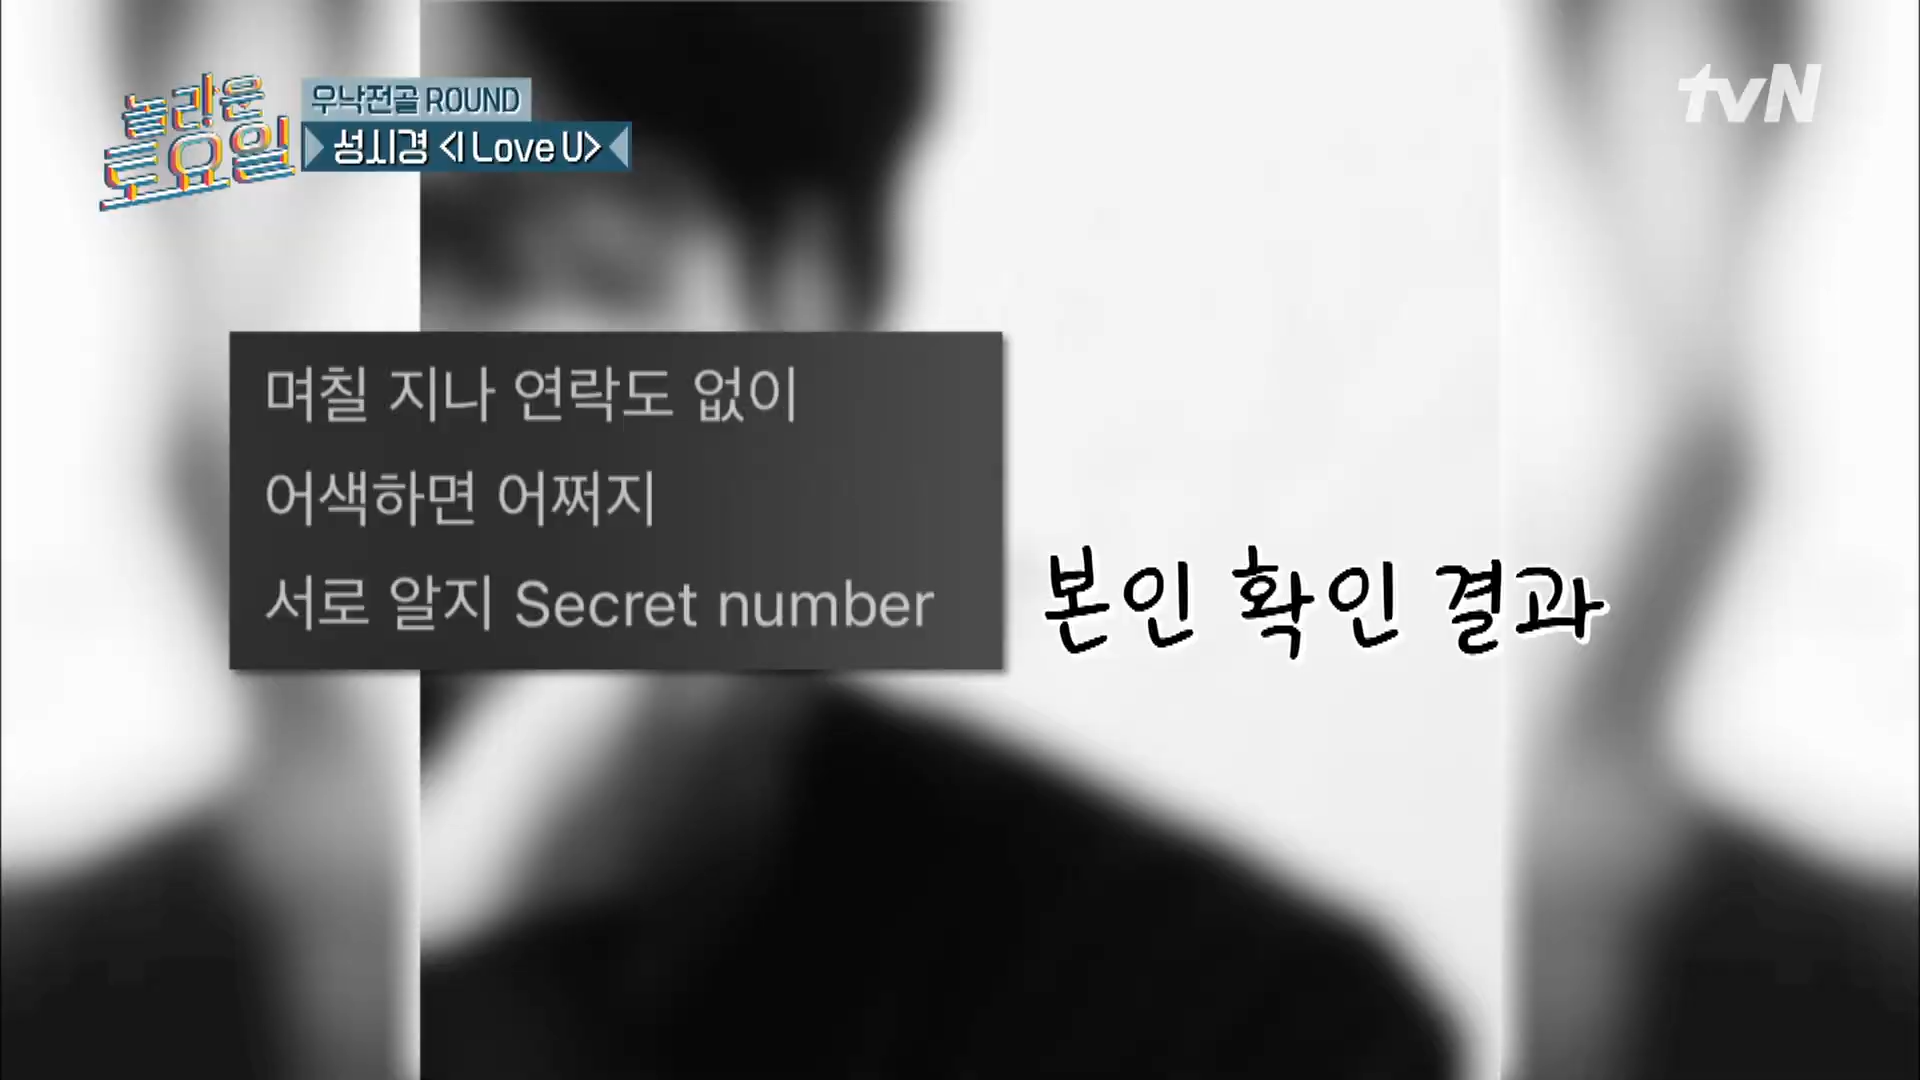 놀라운
토요일
우낙전골 ROUND
성시경 <I Love U>
tvN
며칠 지나 연락도 없이
어색하면 어쩌지
서로 알지 Secret number
본인 확인 결과